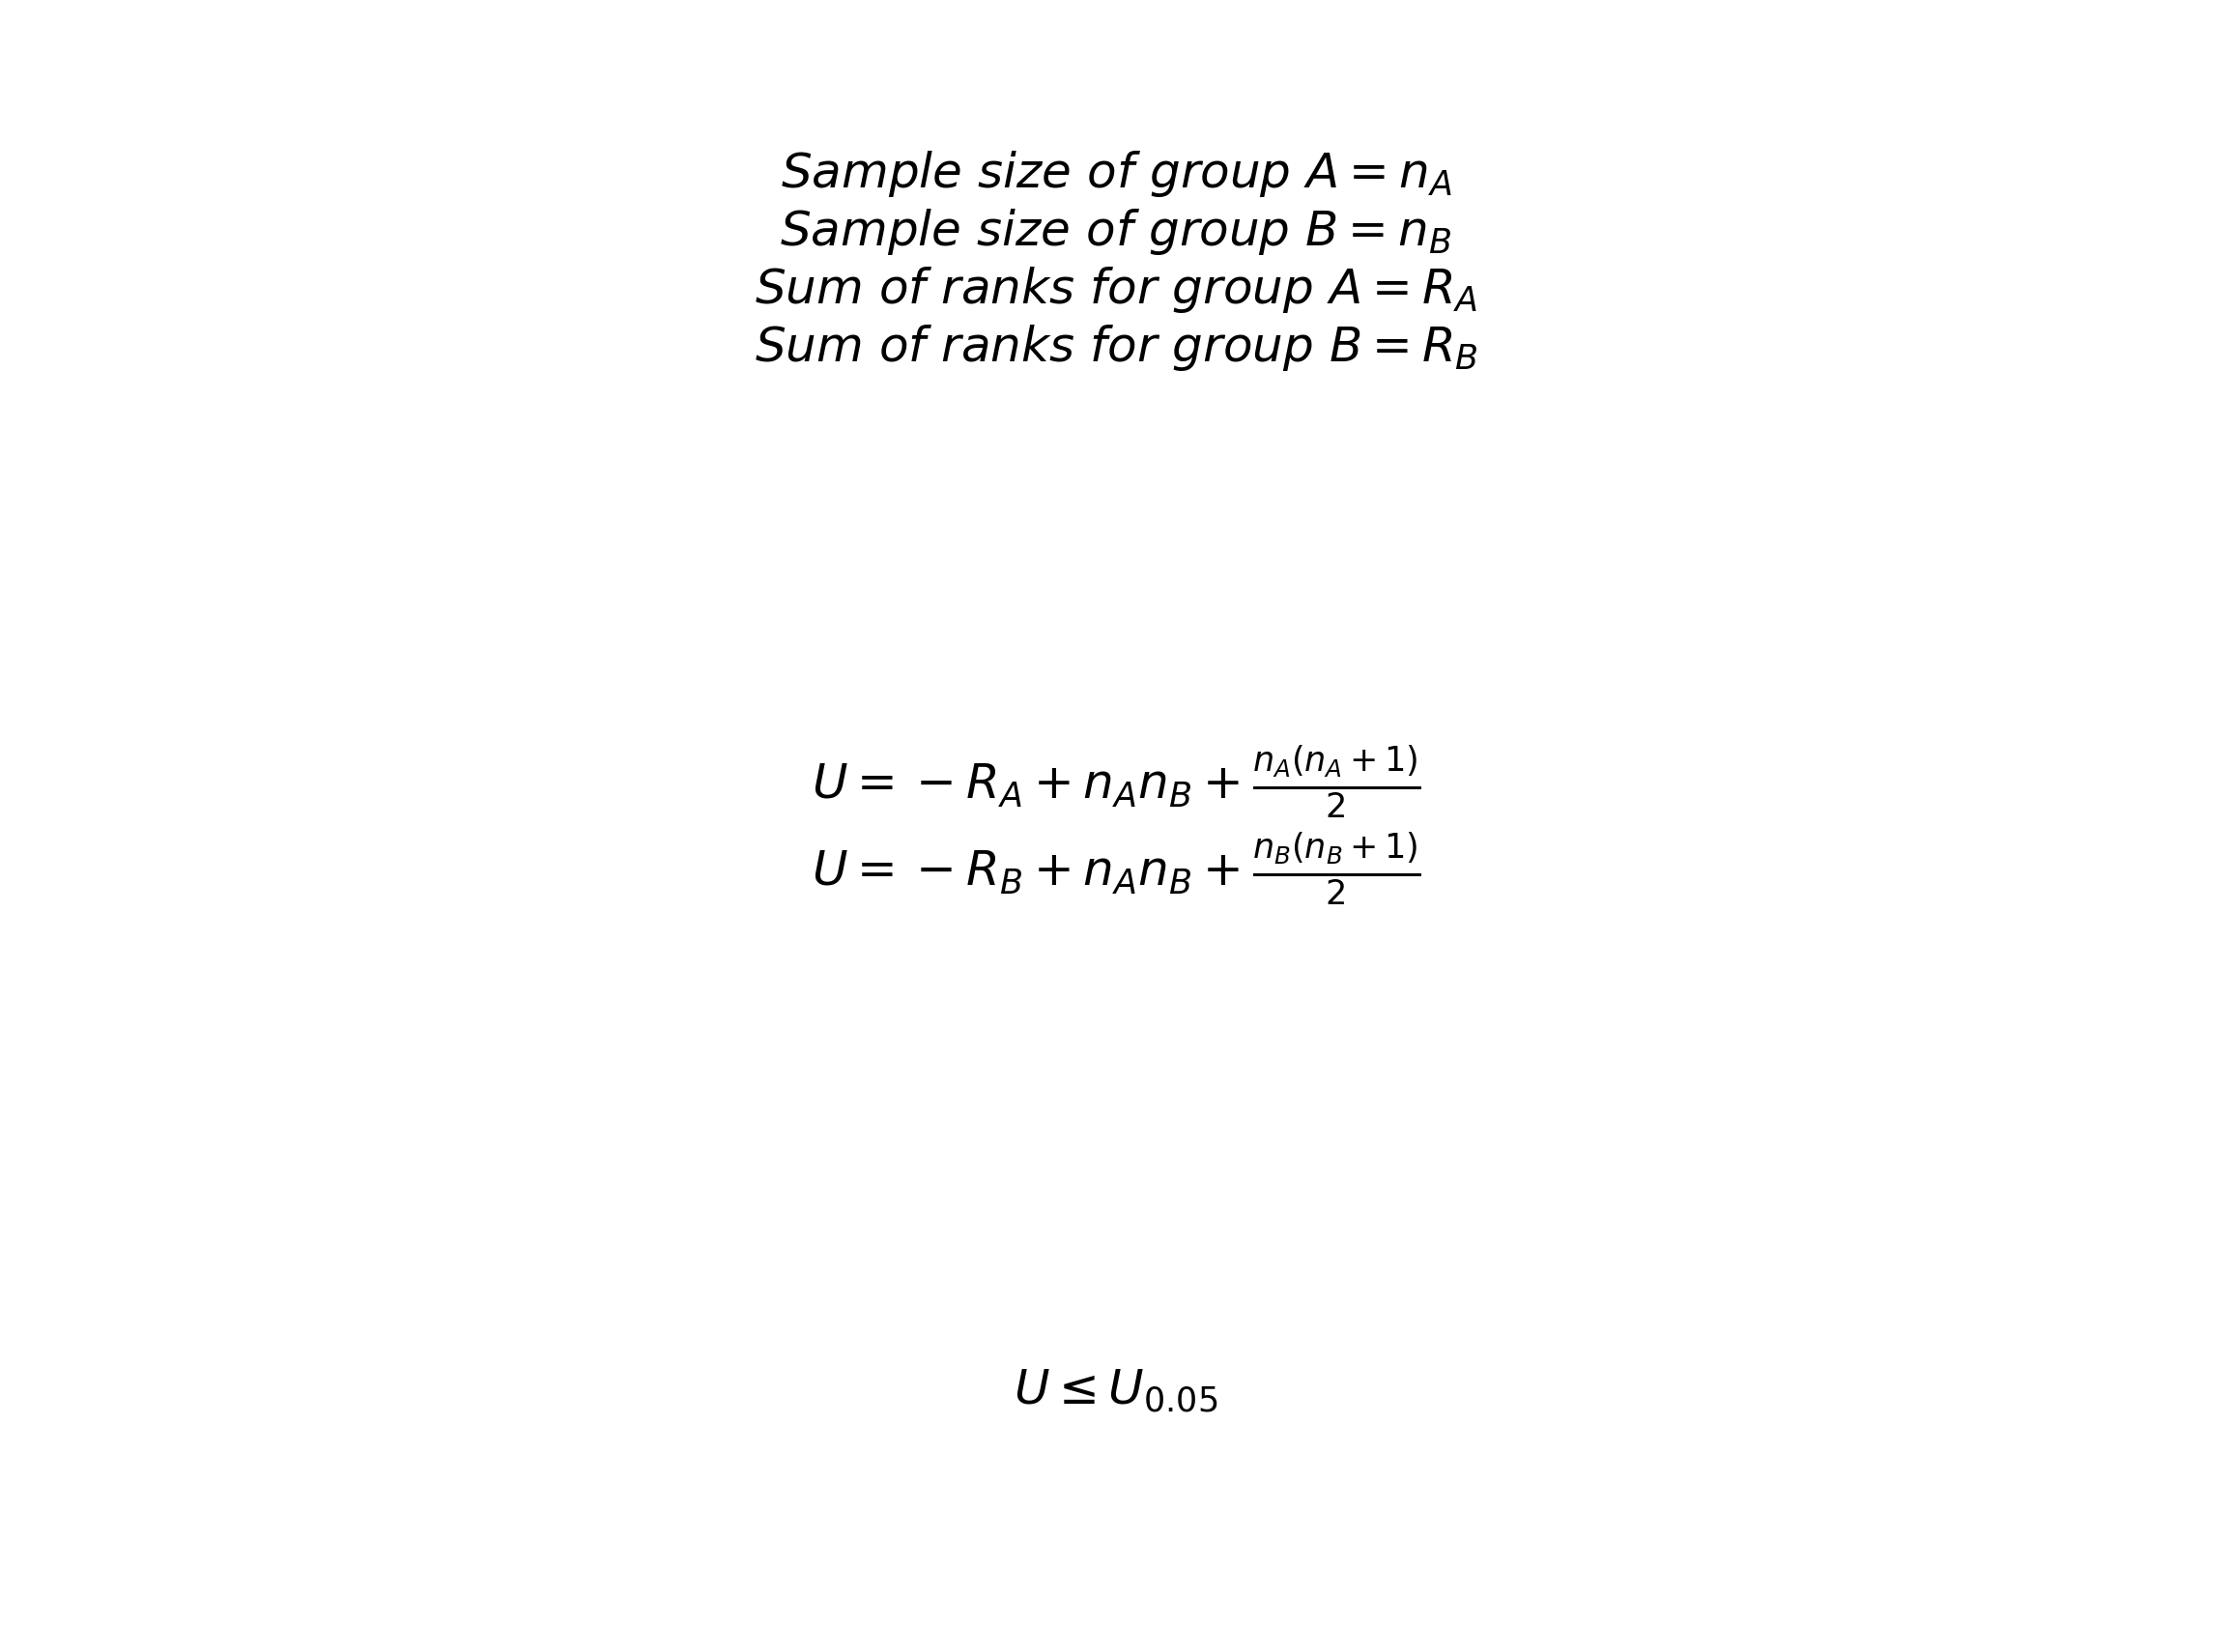 Sample size of group A = n_A
Sample size of group B = n_B
Sum of ranks for group A = R_A
Sum of ranks for group B = R_B
U = −R_A + n_A n_B + \frac{n_A(n_A+1)}{2}
U = −R_B + n_A n_B + \frac{n_B(n_B+1)}{2}
U ≤ U_{0.05}